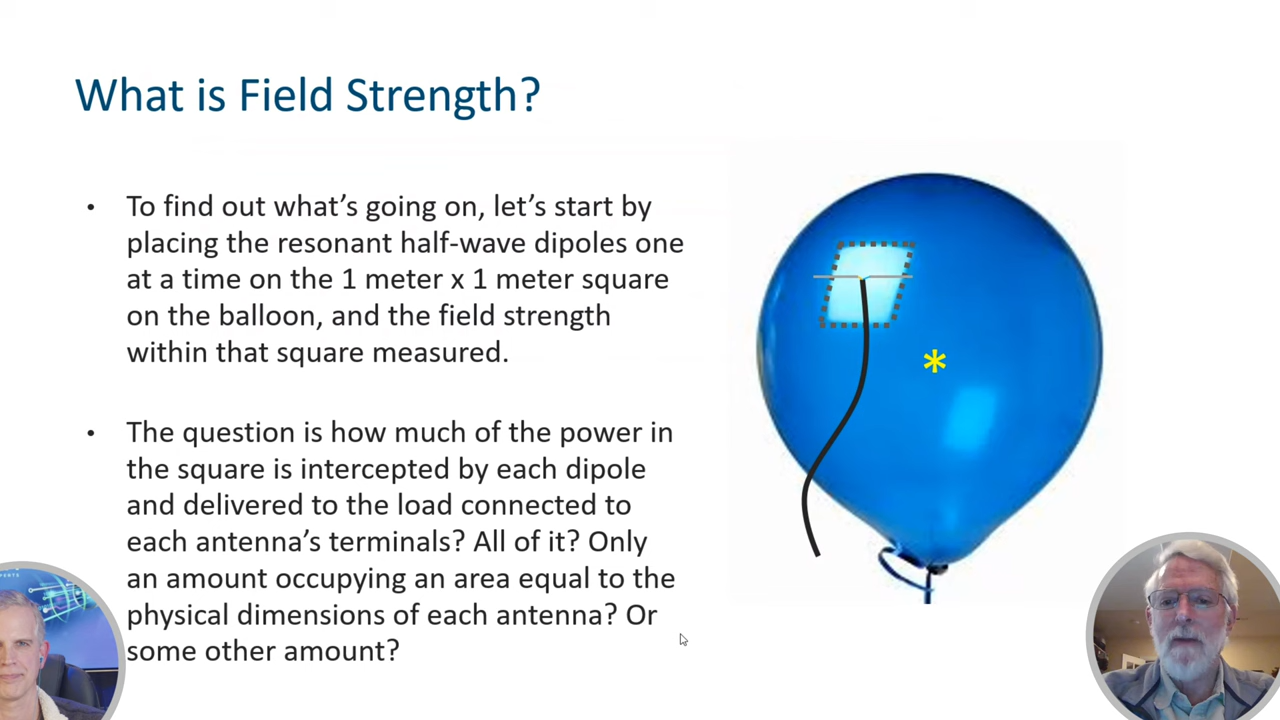 What is Field Strength?
• To find out what’s going on, let’s start by
placing the resonant half-wave dipoles one
at a time on the 1 meter x 1 meter square
on the balloon, and the field strength
within that square measured.
• The question is how much of the power in
the square is intercepted by each dipole
and delivered to the load connected to
each antenna’s terminals? All of it? Only
an amount occupying an area equal to the
physical dimensions of each antenna? Or
some other amount?
*